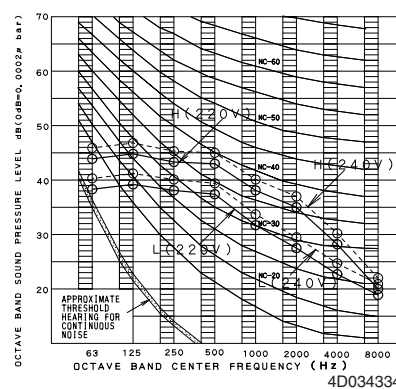 OCTAVE BAND SOUND PRESSURE LEVEL dB(0dB=0.0002μ bar)
70
60
50
40
30
20
NC-60
NC-50
NC-40
NC-30
NC-20
H(220V)
H(240V)
L(220V)
L(240V)
APPROXIMATE
THRESHOLD
HEARING FOR
CONTINUOUS
NOISE
63 125 250 500 1000 2000 4000 8000
OCTAVE BAND CENTER FREQUENCY (Hz)
4D034334